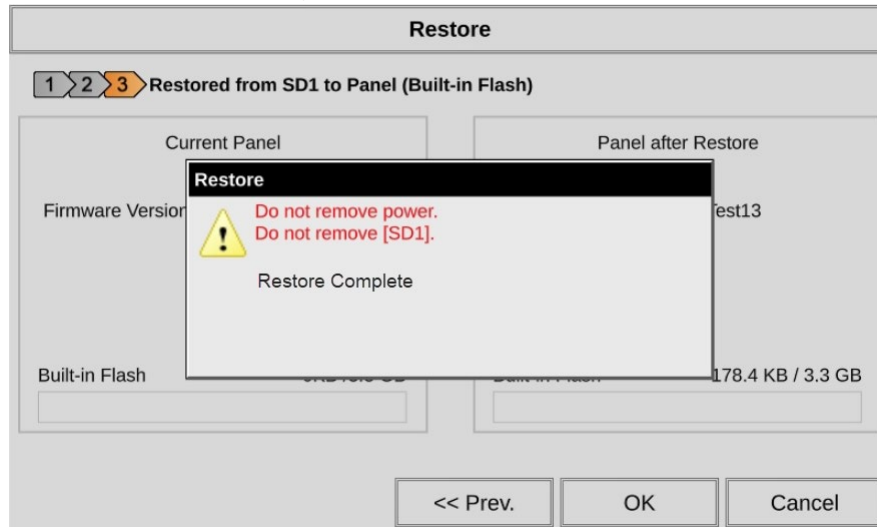 Restore
1 2 3 Restored from SD1 to Panel (Built-in Flash)
Current Panel
Panel after Restore
Restore
Firmware Version
Do not remove power.
Do not remove [SD1].
Restore Complete
Test13
Built-in Flash
178.4 KB / 3.3 GB
<< Prev.
OK
Cancel